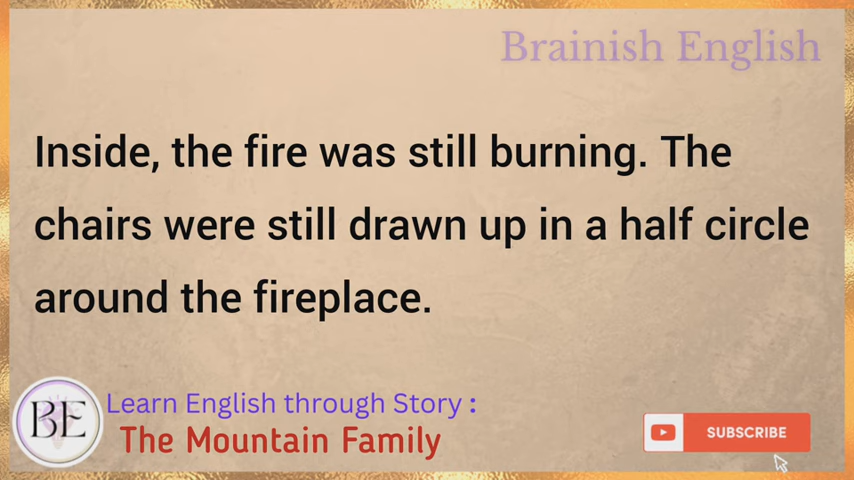 Brainish English
Inside, the fire was still burning. The
chairs were still drawn up in a half circle
around the fireplace.
BE
Learn English through Story :
The Mountain Family
SUBSCRIBE